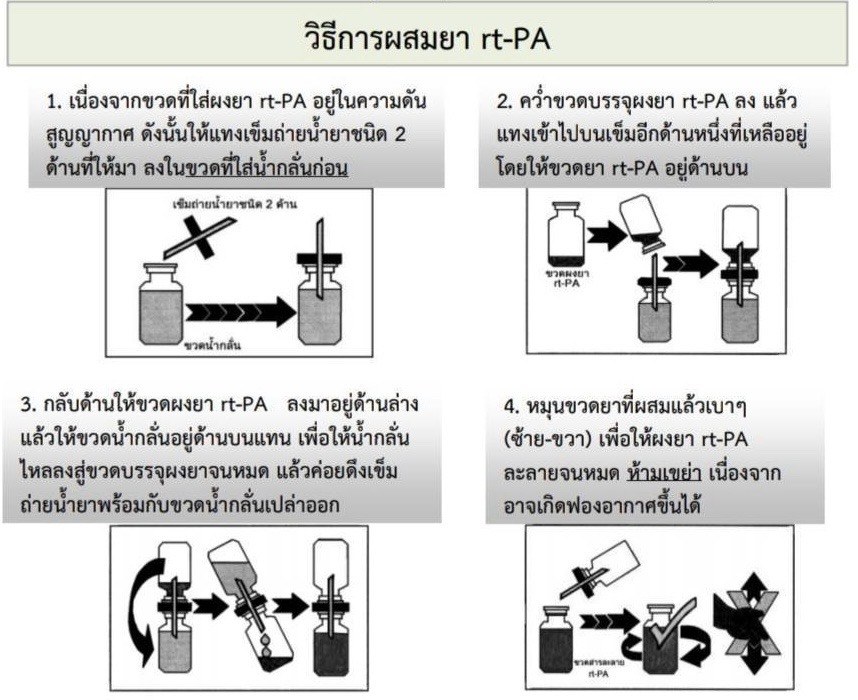 วิธีการผสมยา rt-PA
1. เนื่องจากขวดที่ใส่ผงยา rt-PA อยู่ในความดัน
สูญญากาศ ดังนั้นให้แทงเข็มถ่ายน้ำยาชนิด 2
ด้านที่ให้มา ลงในขวดที่ใส่น้ำกลั่นก่อน
เข็มถ่ายน้ำยาชนิด 2 ด้าน
ขวดน้ำกลั่น
2. คว่ำขวดบรรจุผงยา rt-PA ลง แล้ว
แทงเข้าไปบนเข็มอีกด้านหนึ่งที่เหลืออยู่
โดยให้ขวดยา rt-PA อยู่ด้านบน
ขวดผงยา
rt-PA
3. กลับด้านให้ขวดผงยา rt-PA ลงมาอยู่ด้านล่าง
แล้วให้ขวดน้ำกลั่นอยู่ด้านบนแทน เพื่อให้น้ำกลั่น
ไหลลงสู่ขวดบรรจุผงยาจนหมด แล้วค่อยดึงเข็ม
ถ่ายน้ำยาพร้อมกับขวดน้ำกลั่นเปล่าออก
4. หมุนขวดยาที่ผสมแล้วเบาๆ
(ซ้าย-ขวา) เพื่อให้ผงยา rt-PA
ละลายจนหมด ห้ามเขย่า เนื่องจาก
อาจเกิดฟองอากาศขึ้นได้
ขวดสารละลาย
rt-PA